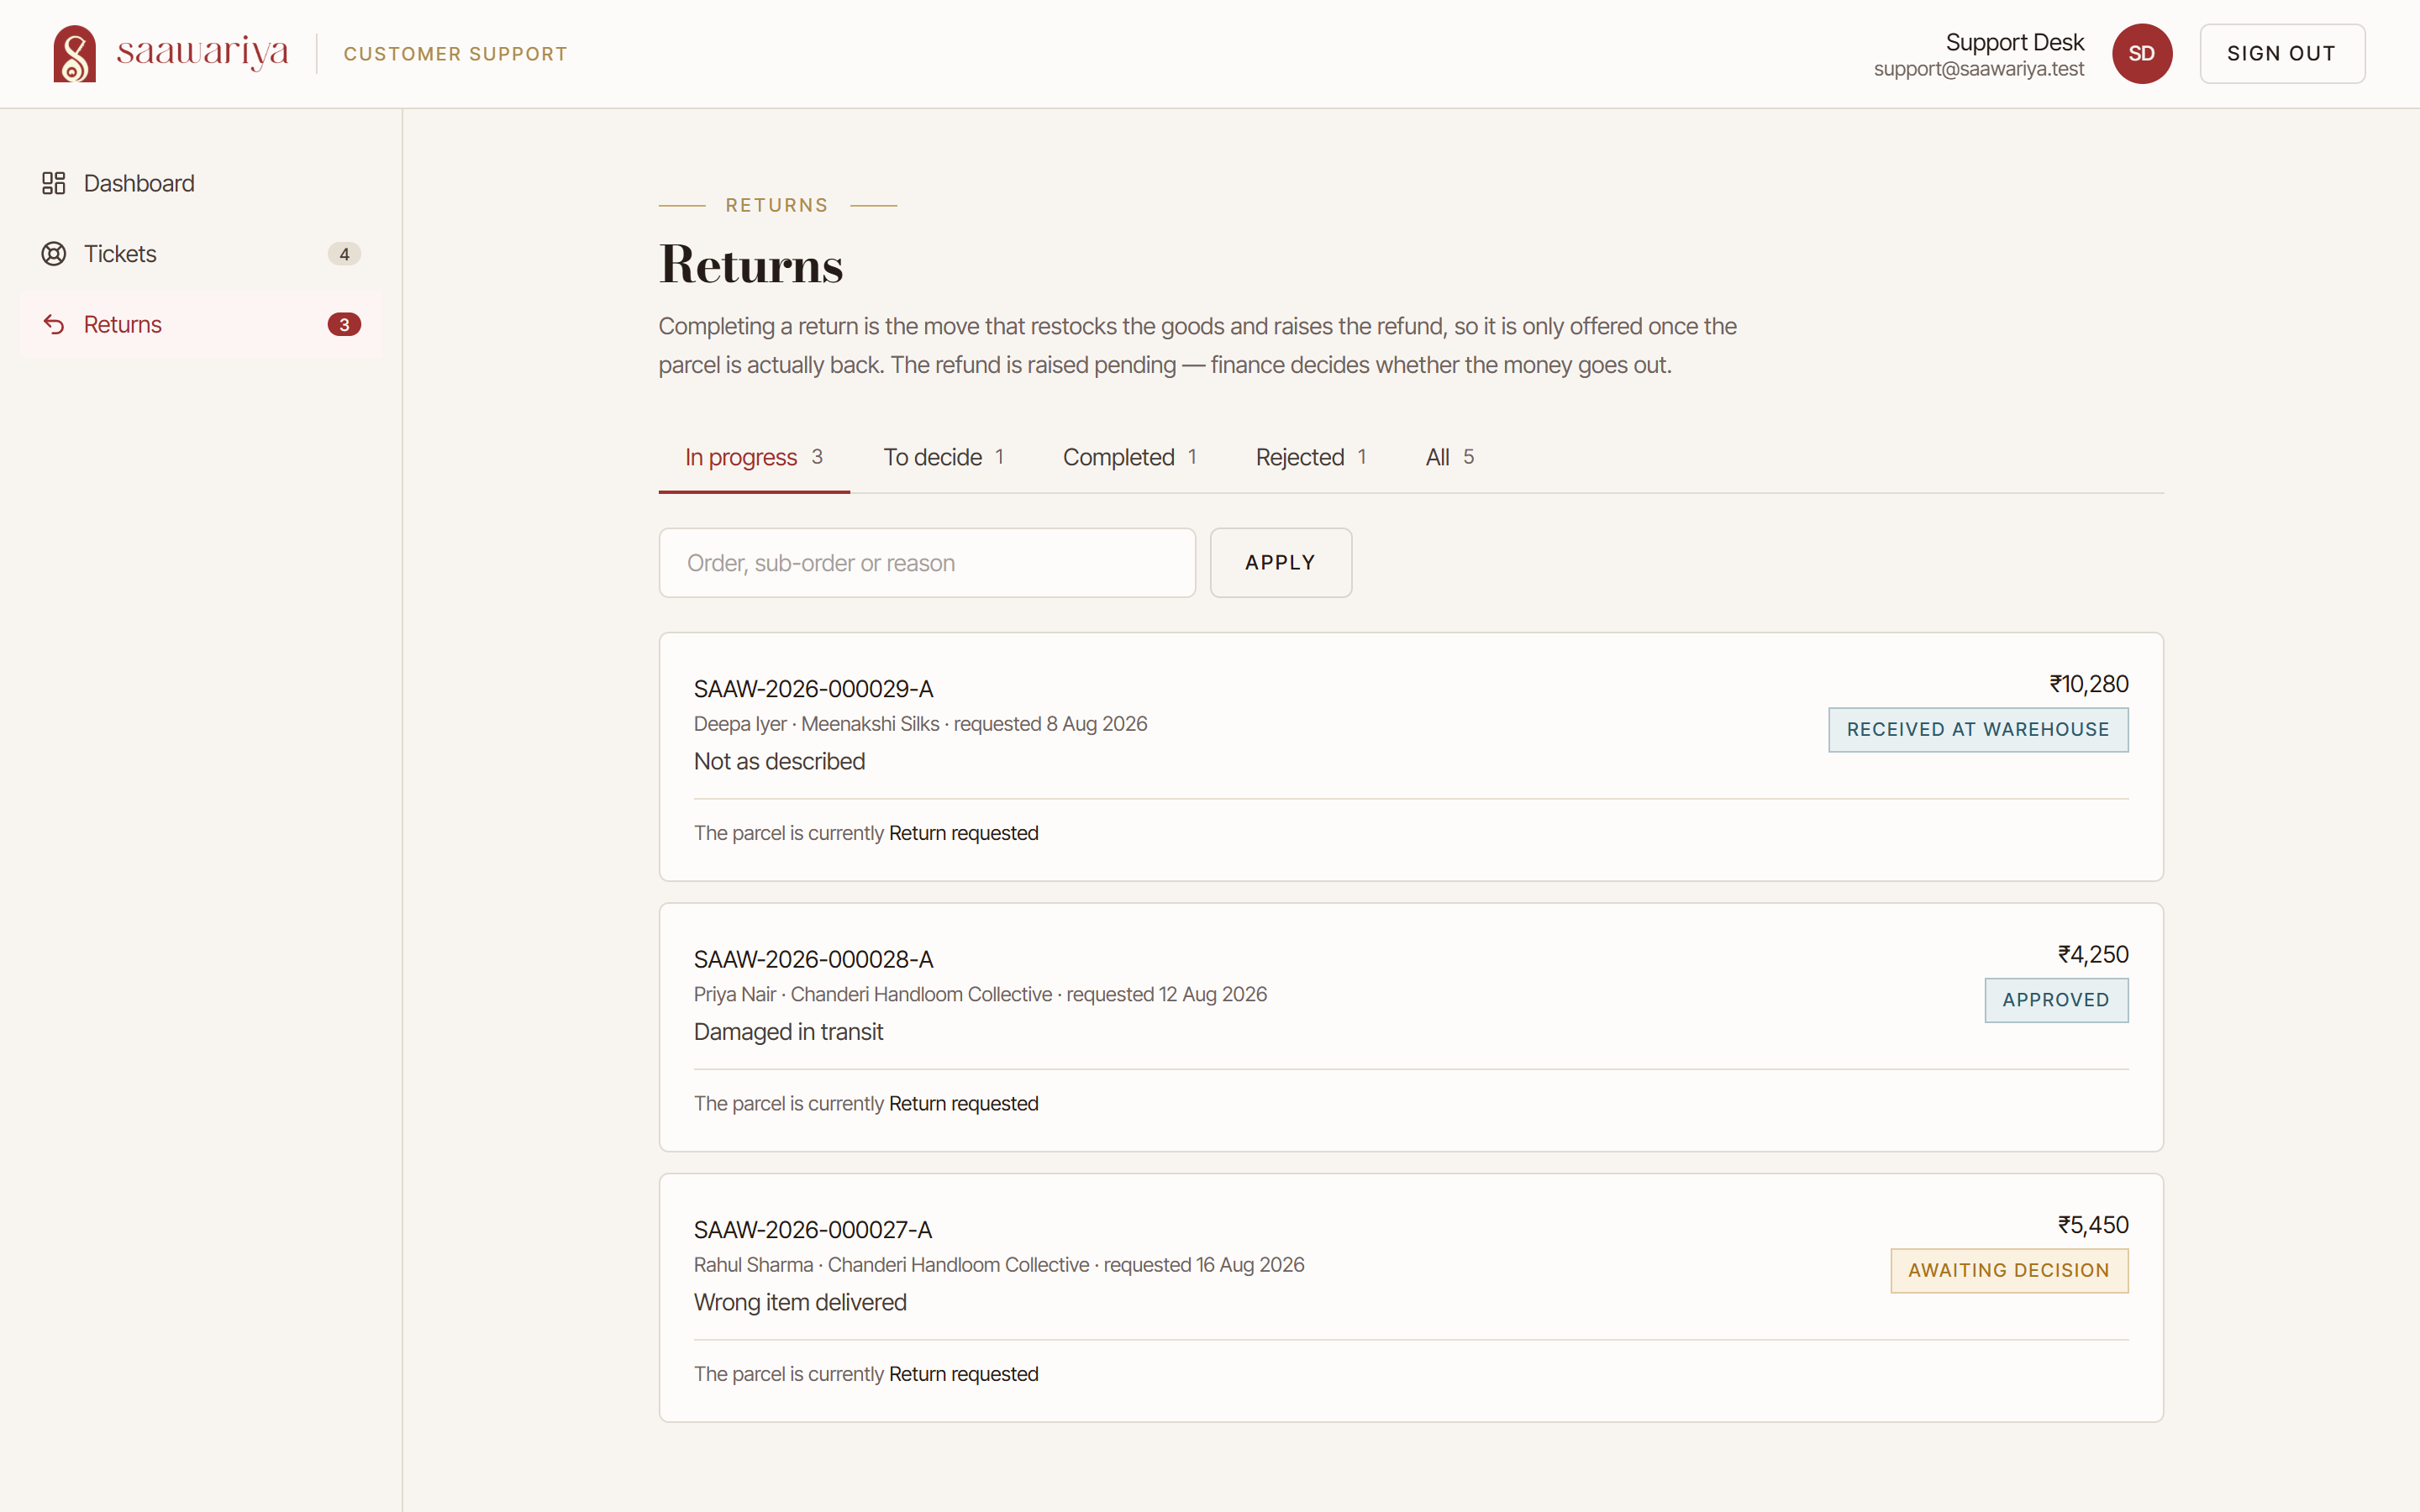 saawariya
CUSTOMER SUPPORT
Support Desk
support@saawariya.test
SD
SIGN OUT
Dashboard
Tickets 4
Returns 3
RETURNS
Returns
Completing a return is the move that restocks the goods and raises the refund, so it is only offered once the
parcel is actually back. The refund is raised pending — finance decides whether the money goes out.
In progress 3 To decide 1 Completed 1 Rejected 1 All 5
Order, sub-order or reason
APPLY
SAAW-2026-000029-A
₹10,280
Deepa Iyer · Meenakshi Silks · requested 8 Aug 2026
RECEIVED AT WAREHOUSE
Not as described
The parcel is currently Return requested
SAAW-2026-000028-A
₹4,250
Priya Nair · Chanderi Handloom Collective · requested 12 Aug 2026
APPROVED
Damaged in transit
The parcel is currently Return requested
SAAW-2026-000027-A
₹5,450
Rahul Sharma · Chanderi Handloom Collective · requested 16 Aug 2026
AWAITING DECISION
Wrong item delivered
The parcel is currently Return requested